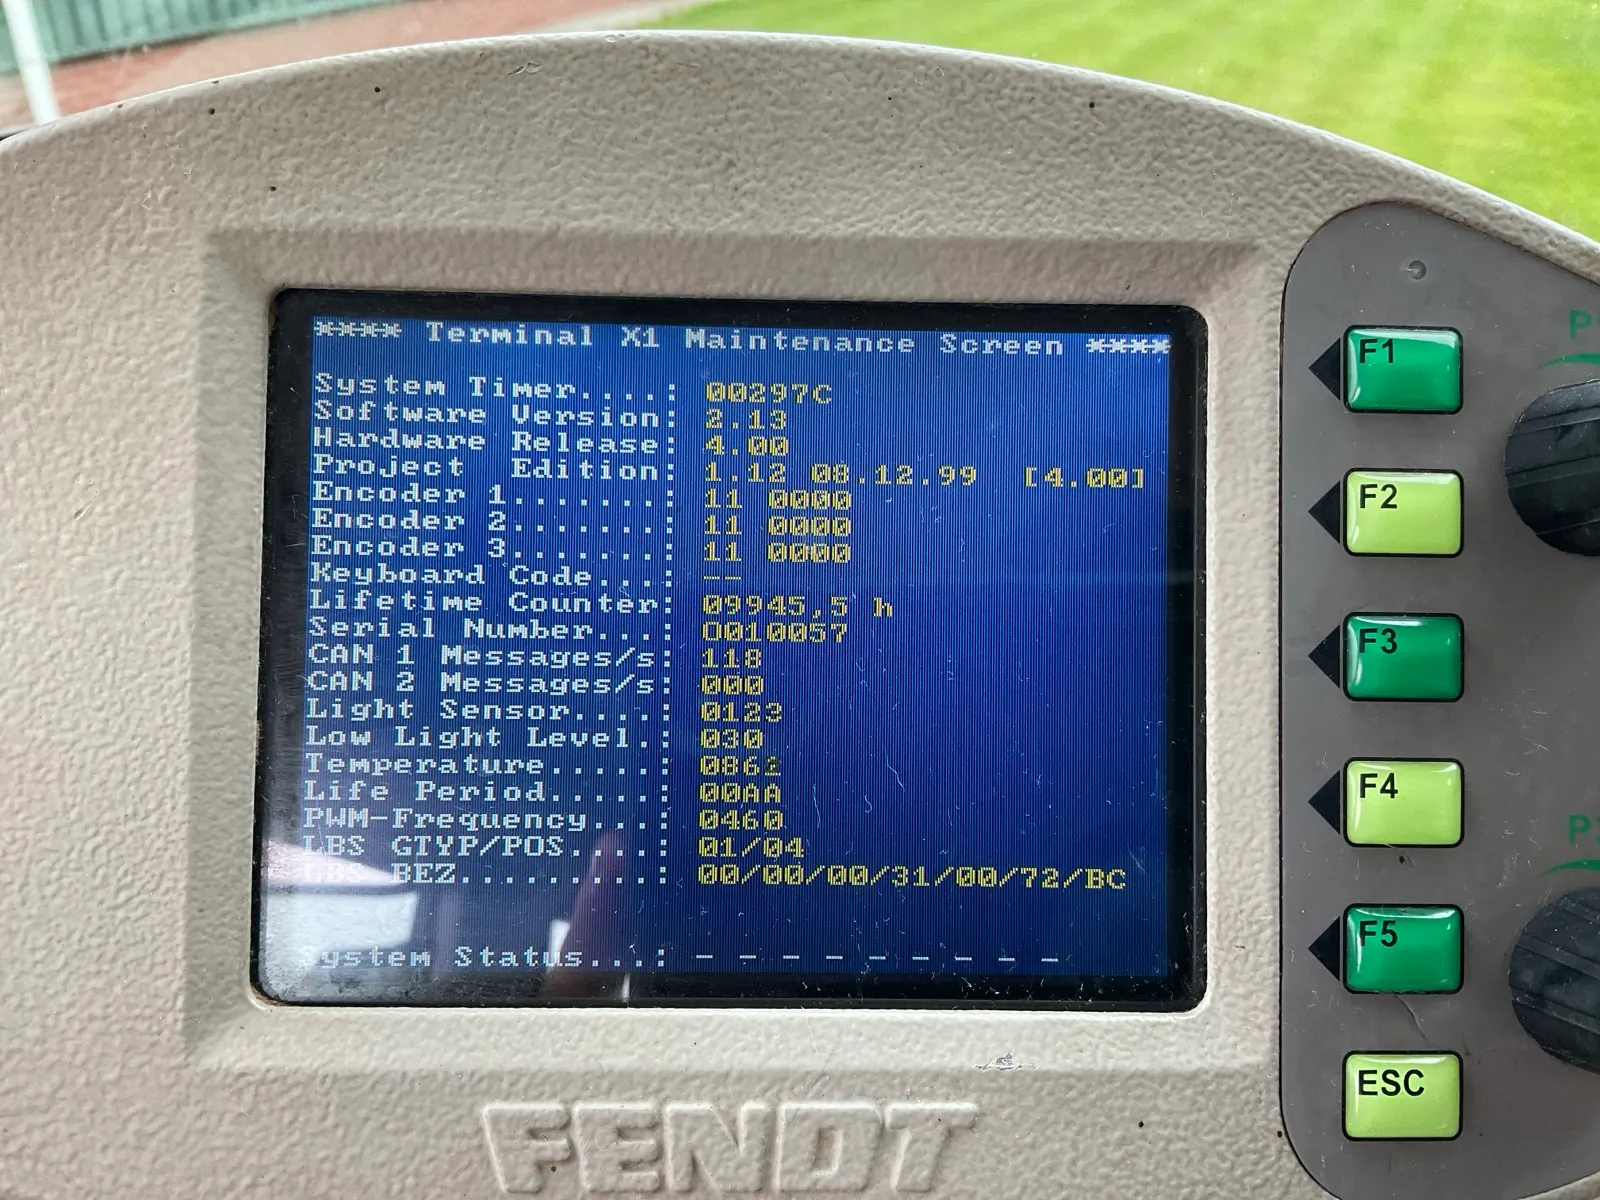 **** Terminal X1 Maintenance Screen ****
System Timer....: 00297C
Software Version: 2.13
Hardware Release: 4.00
Project  Edition: 1.12 08.12.99  [4.00]
Encoder 1.......: 11 0000
Encoder 2.......: 11 0000
Encoder 3.......: 11 0000
Keyboard Code...: --
Lifetime Counter: 09945,5 h
Serial Number...: O010057
CAN 1 Messages/s: 118
CAN 2 Messages/s: 000
Light Sensor....: 0123
Low Light Level.: 030
Temperature.....: 0862
Life Period.....: 00AA
PWM-Frequency...: 0460
LBS GTYP/POS....: 01/04
LBS BEZ.........: 00/00/00/31/00/72/BC
System Status...: - - - - - - - - -
F1
F2
F3
F4
F5
ESC
FENDT